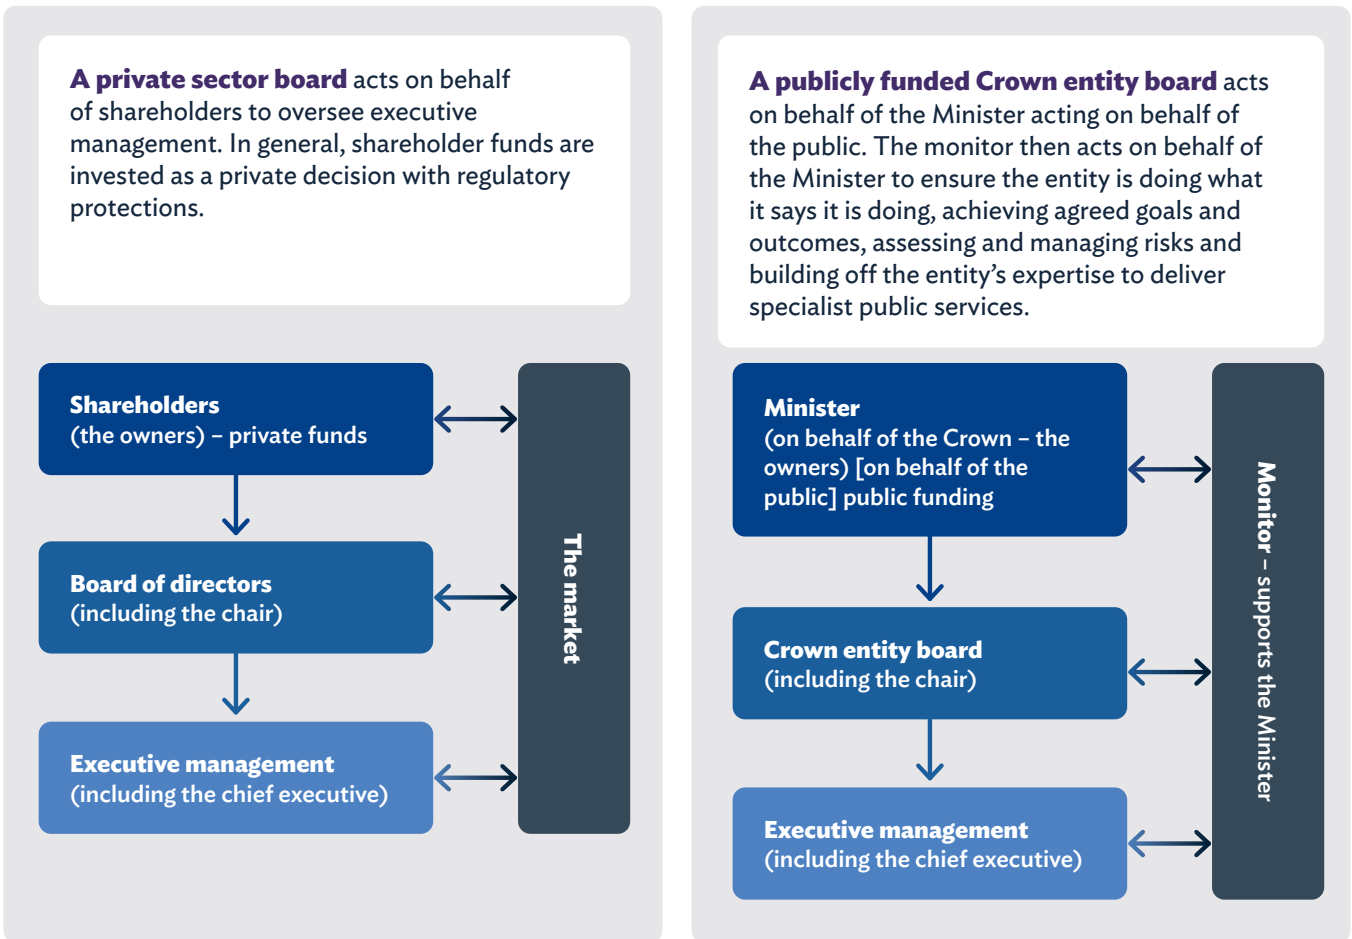 A private sector board acts on behalf
of shareholders to oversee executive
management. In general, shareholder funds are
invested as a private decision with regulatory
protections.
Shareholders
(the owners) – private funds
Board of directors
(including the chair)
Executive management
(including the chief executive)
The market
A publicly funded Crown entity board acts
on behalf of the Minister acting on behalf of
the public. The monitor then acts on behalf of
the Minister to ensure the entity is doing what
it says it is doing, achieving agreed goals and
outcomes, assessing and managing risks and
building off the entity’s expertise to deliver
specialist public services.
Minister
(on behalf of the Crown – the
owners) [on behalf of the
public] public funding
Crown entity board
(including the chair)
Executive management
(including the chief executive)
Monitor – supports the Minister